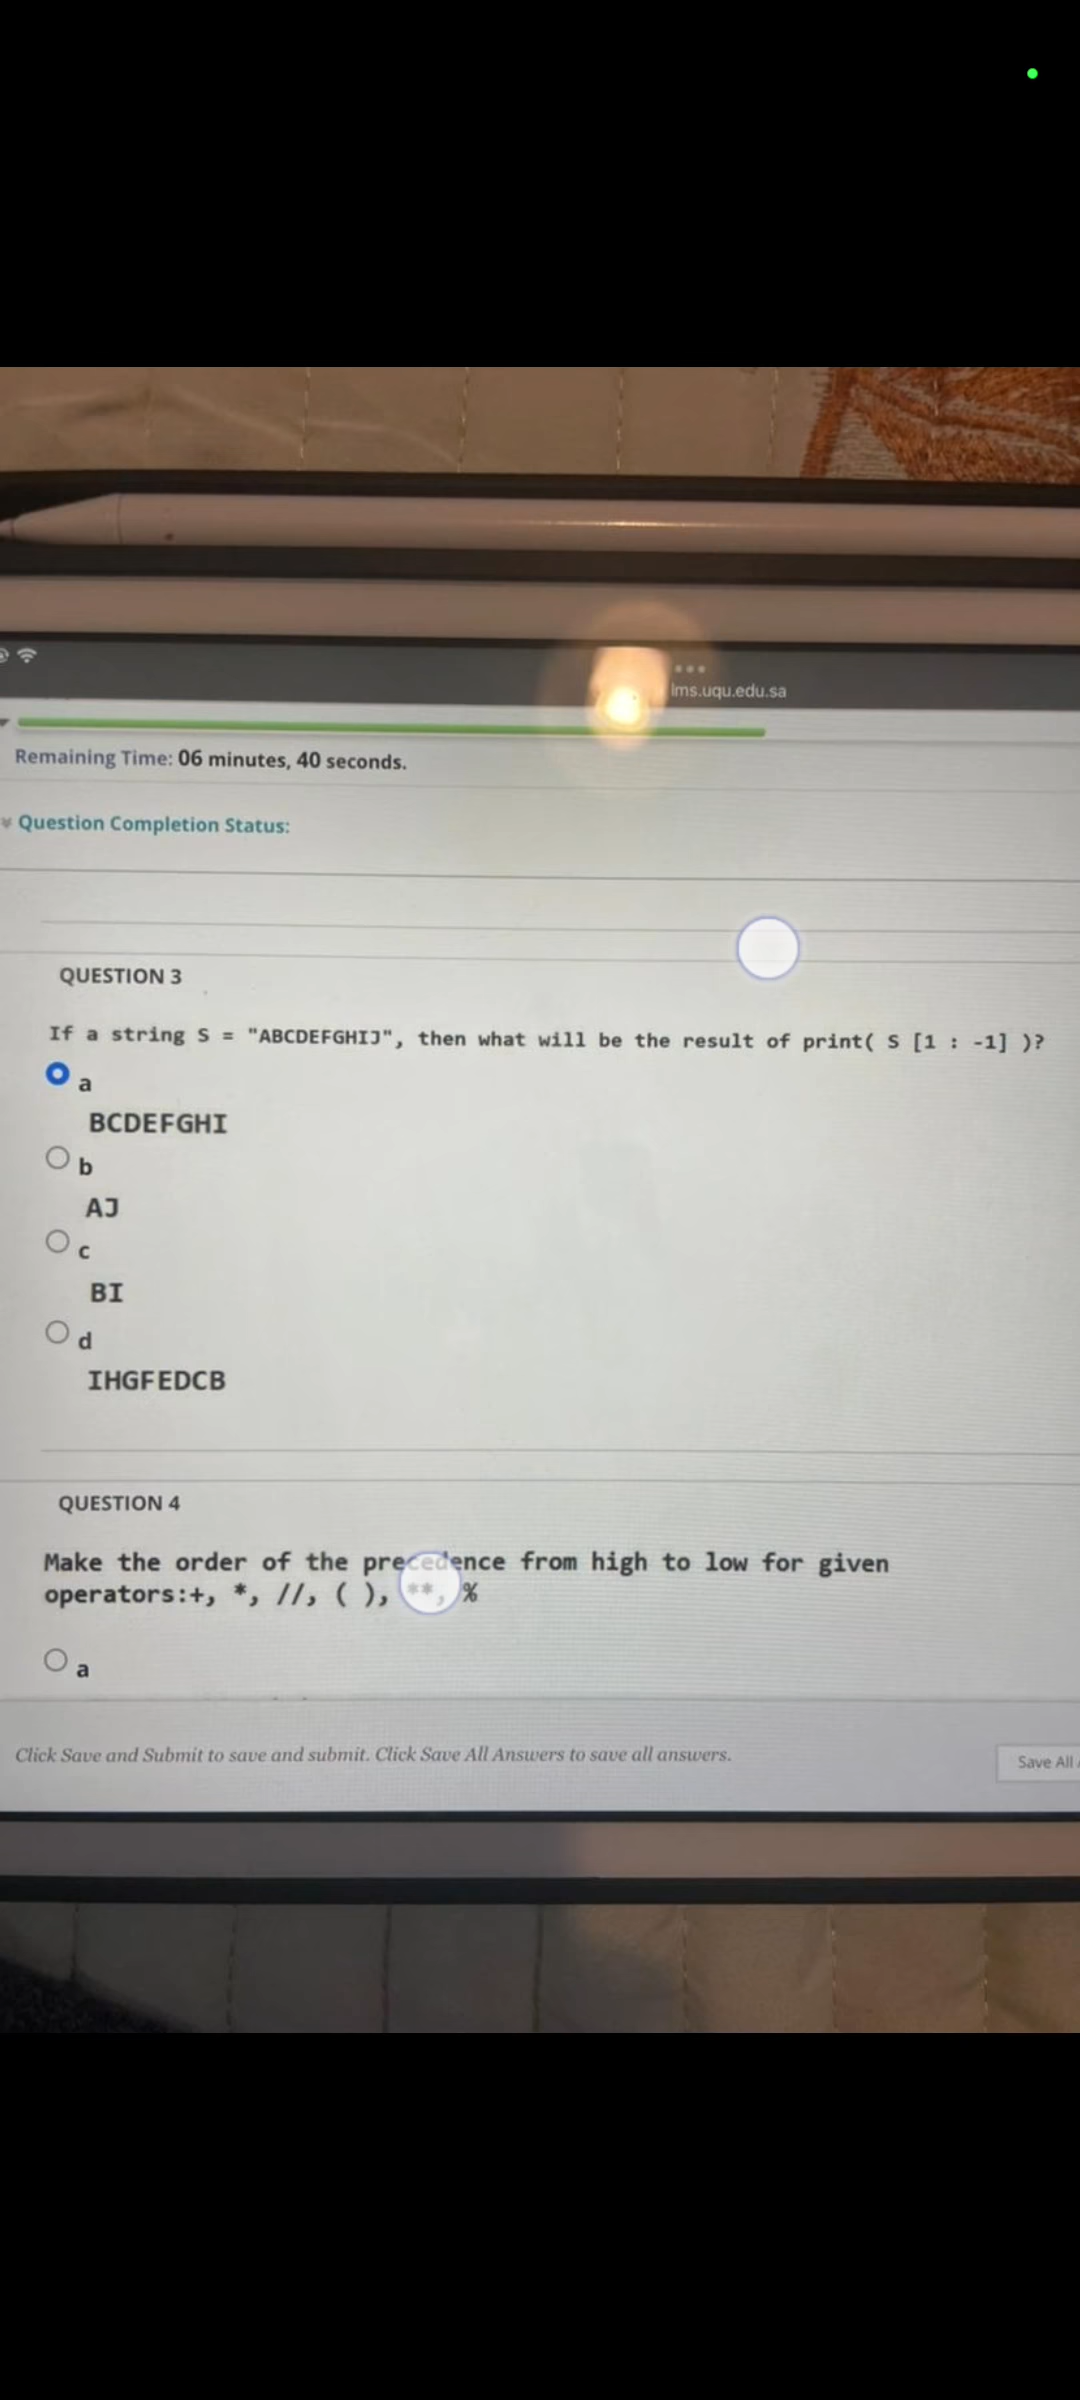 lms.uqu.edu.sa
Remaining Time: 06 minutes, 40 seconds.
Question Completion Status:
QUESTION 3
If a string S = "ABCDEFGHIJ", then what will be the result of print( S [1 : -1] )?
a
BCDEFGHI
b
AJ
c
BI
d
IHGFEDCB
QUESTION 4
Make the order of the precedence from high to low for given
operators:+, *, //, ( ), **, %
a
Click Save and Submit to save and submit. Click Save All Answers to save all answers.
Save All